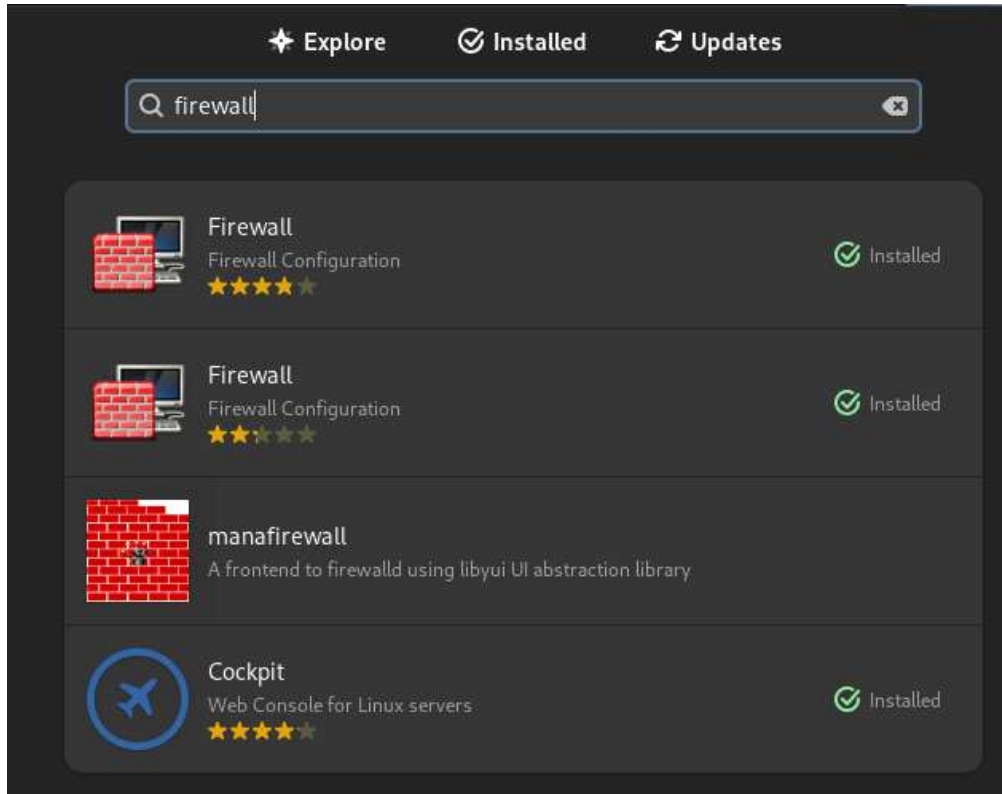 Explore Installed Updates
firewall
Firewall
Firewall Configuration
Installed
Firewall
Firewall Configuration
Installed
manafirewall
A frontend to firewalld using libyui UI abstraction library
Cockpit
Web Console for Linux servers
Installed